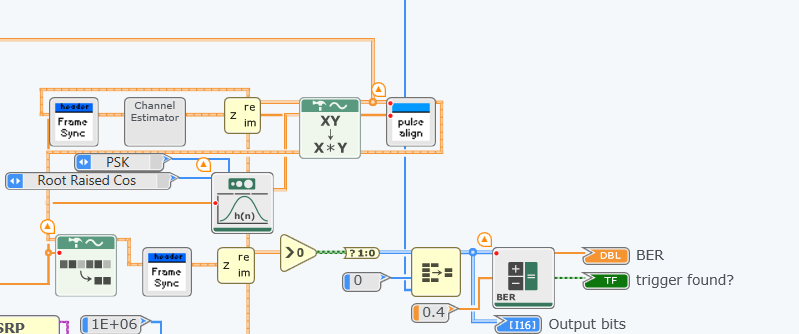 header
Frame
Sync
Channel
Estimator
z
re
im
XY
↓
X*Y
pulse
align
PSK
Root Raised Cos
h(n)
header
Frame
Sync
z
re
im
>0
?1:0
0
0.4
+
-
=
BER
DBL
BER
TF
trigger found?
[I16]
Output bits
SRP
1E+06